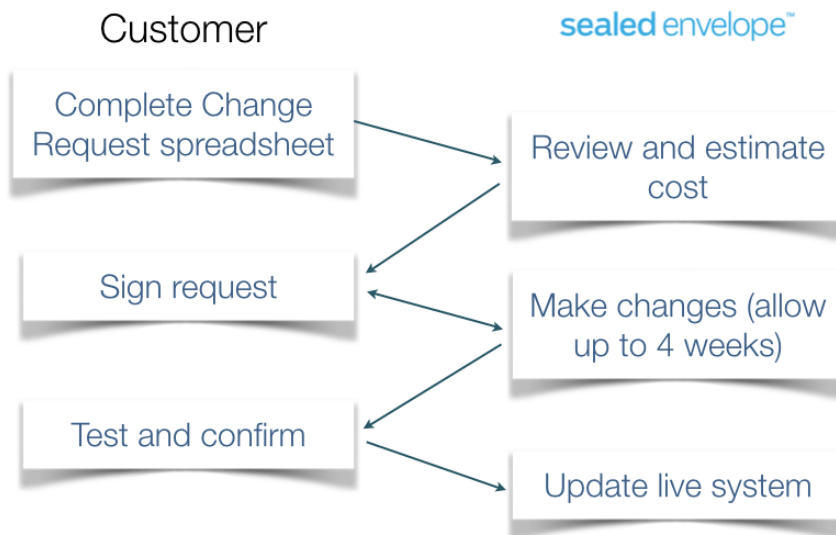 Customer
sealed envelope™
Complete Change
Request spreadsheet
Review and estimate
cost
Sign request
Make changes (allow
up to 4 weeks)
Test and confirm
Update live system